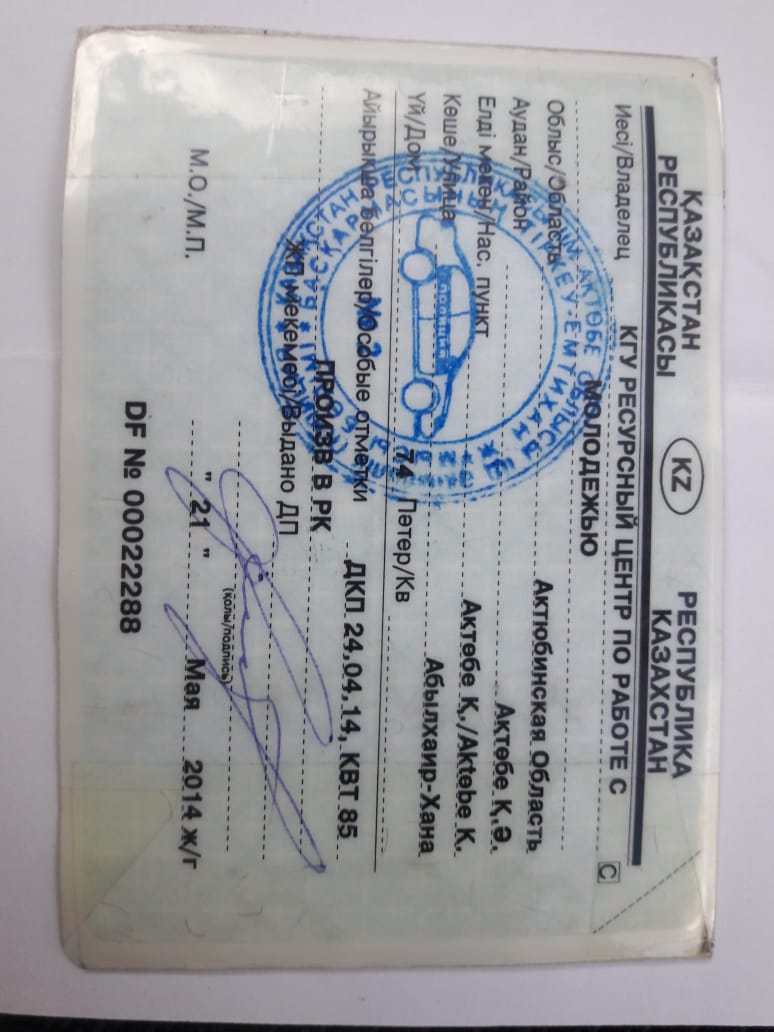 ҚАЗАҚСТАН РЕСПУБЛИКАСЫ
KZ
РЕСПУБЛИКА КАЗАХСТАН
Иесі/Владелец КГУ РЕСУРСНЫЙ ЦЕНТР ПО РАБОТЕ С
C
МОЛОДЕЖЬЮ
Облыс/Область Актюбинская Область
Аудан/Район Актөбе Қ.Ә.
Елді мекен/Нас. пункт Актөбе Қ./Aktobe K.
Көше/Улица Абылхаир-Хана
Үй/Дом 74 Пәтер/Кв
Айырықша белгілер/Особые отметки ДКП 24,04,14, КВТ 85
ПРОИЗВ В РК
ЖП мекемесі/Выдано ДП
(қолы/подпись)
М.О./М.П. " 21 " Мая 2014 ж/г
DF № 00022288
полиция